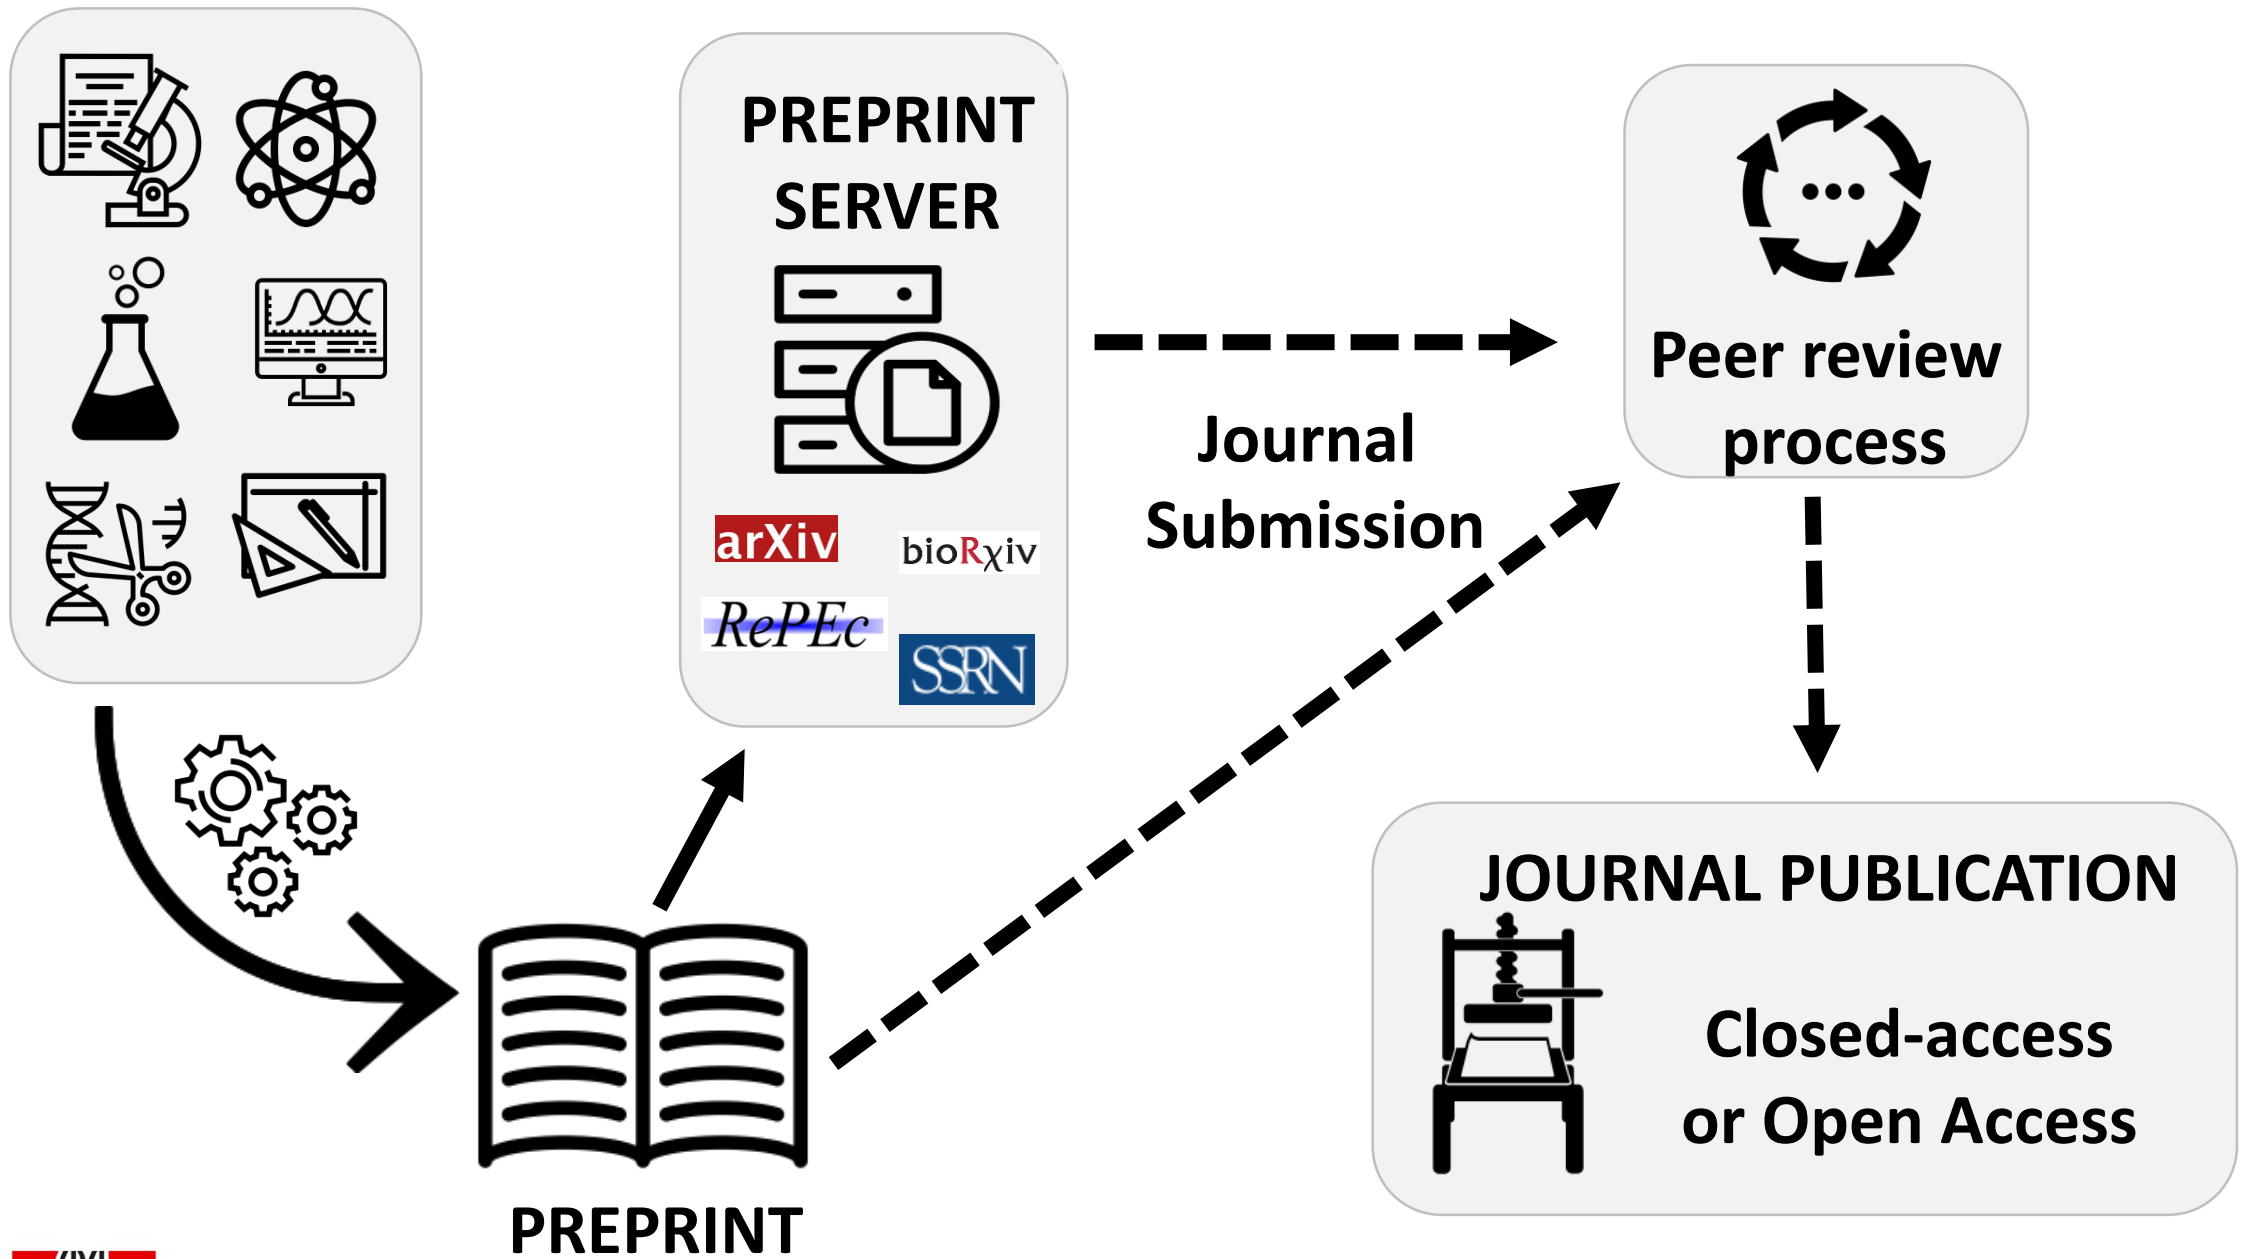 PREPRINT
SERVER
arXiv
bioRχiv
RePEc
SSRN
Journal
Submission
Peer review
process
JOURNAL PUBLICATION
Closed-access
or Open Access
PREPRINT